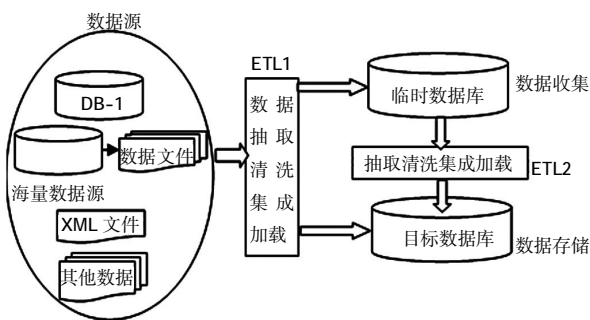 数据源
DB-1
数据文件
海量数据源
XML 文件
其他数据
ETL1
数据
抽取
清洗
集成
加载
临时数据库
数据收集
抽取清洗集成加载
ETL2
目标数据库
数据存储